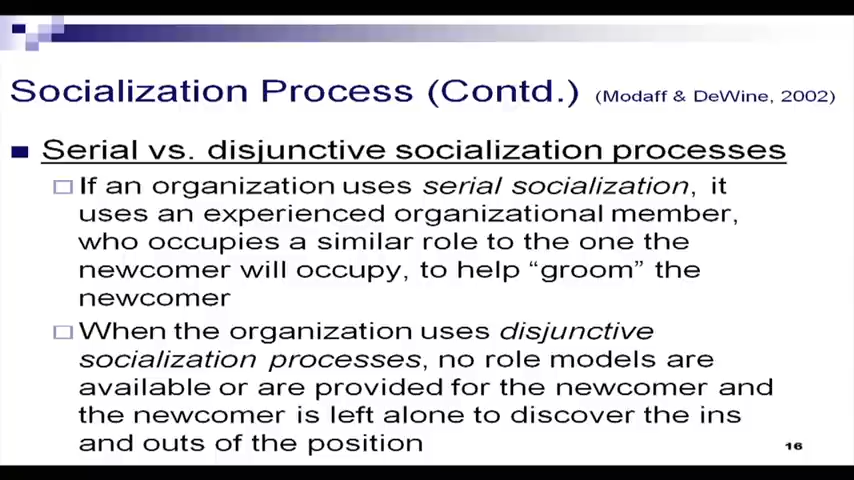 Socialization Process (Contd.) (Modaff & DeWine, 2002)
Serial vs. disjunctive socialization processes
If an organization uses serial socialization, it
uses an experienced organizational member,
who occupies a similar role to the one the
newcomer will occupy, to help “groom” the
newcomer
When the organization uses disjunctive
socialization processes, no role models are
available or are provided for the newcomer and
the newcomer is left alone to discover the ins
and outs of the position
16